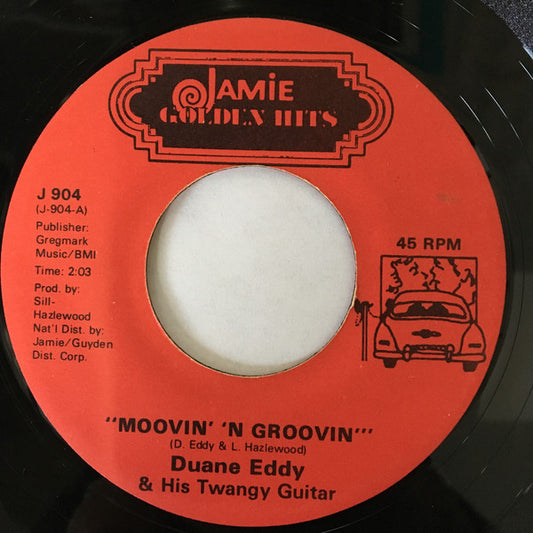 JAMIE
GOLDEN HITS
J 904
(J-904-A)
Publisher:
Gregmark
Music/BMI
Time: 2:03
Prod. by:
Sill-
Hazlewood
Nat'l Dist. by:
Jamie/Guyden
Dist. Corp.
45 RPM
"MOOVIN' 'N GROOVIN'"
(D. Eddy & L. Hazlewood)
Duane Eddy
& His Twangy Guitar